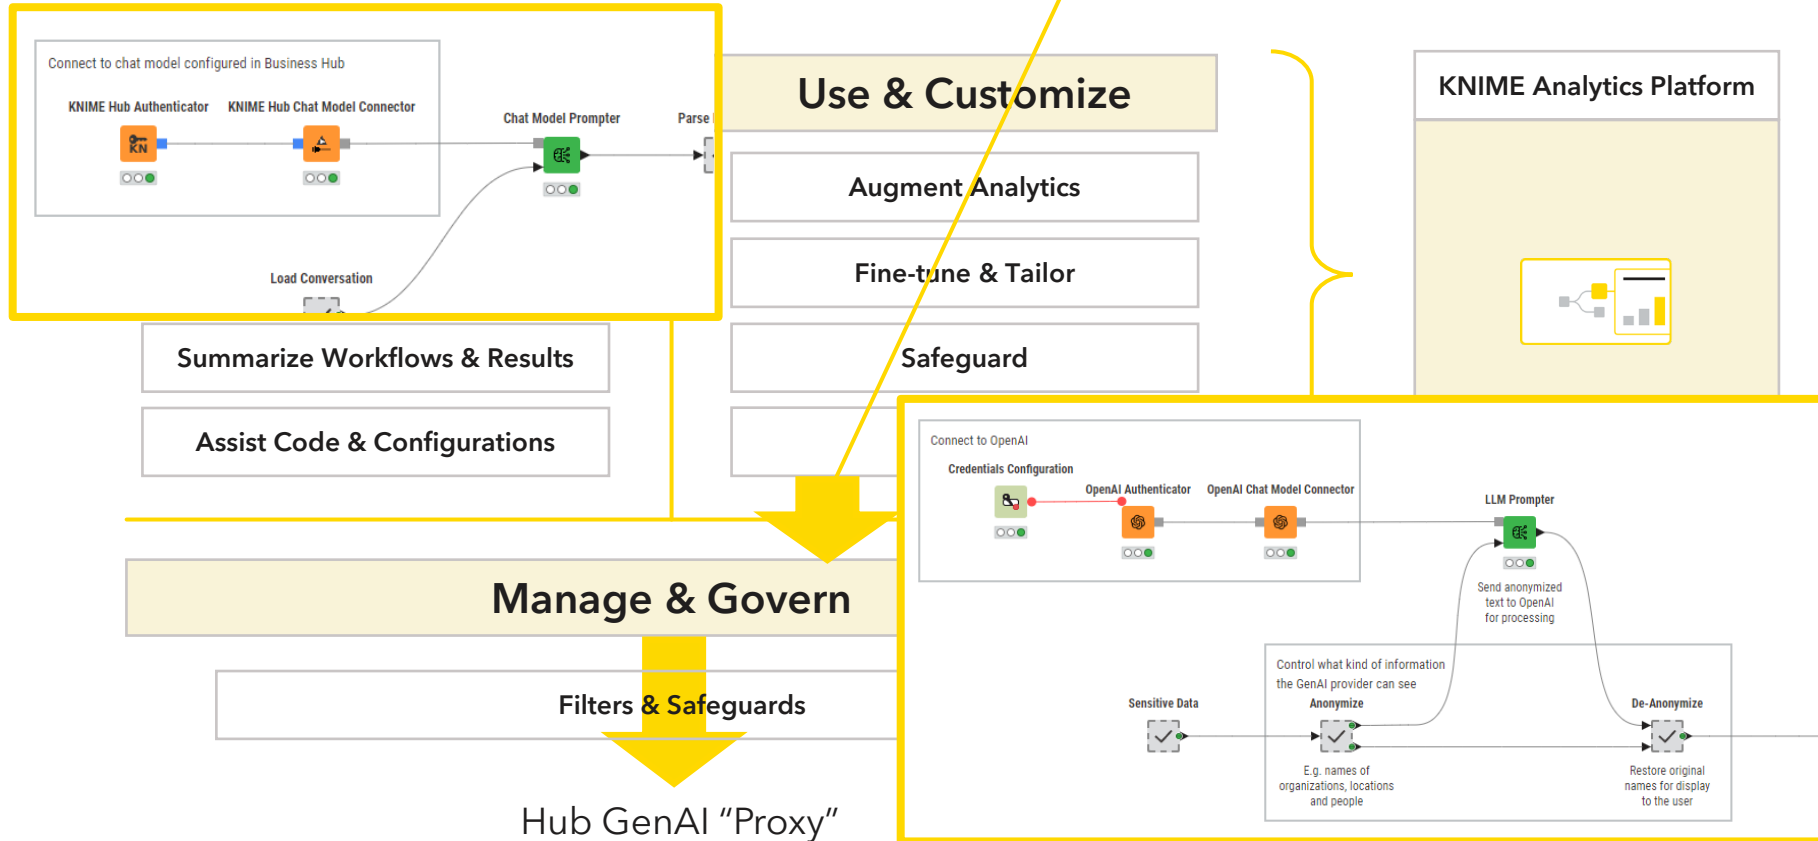 Connect to chat model configured in Business Hub
KNIME Hub Authenticator
KNIME Hub Chat Model Connector
KN
Chat Model Prompter
Parse
Load Conversation
Use & Customize
Augment Analytics
Fine-tune & Tailor
Safeguard
KNIME Analytics Platform
Summarize Workflows & Results
Assist Code & Configurations
Manage & Govern
Filters & Safeguards
Hub GenAI “Proxy”
Connect to OpenAI
Credentials Configuration
OpenAI Authenticator
OpenAI Chat Model Connector
LLM Prompter
Send anonymized
text to OpenAI
for processing
Control what kind of information
the GenAI provider can see
Sensitive Data
Anonymize
De-Anonymize
E.g. names of
organizations, locations
and people
Restore original
names for display
to the user